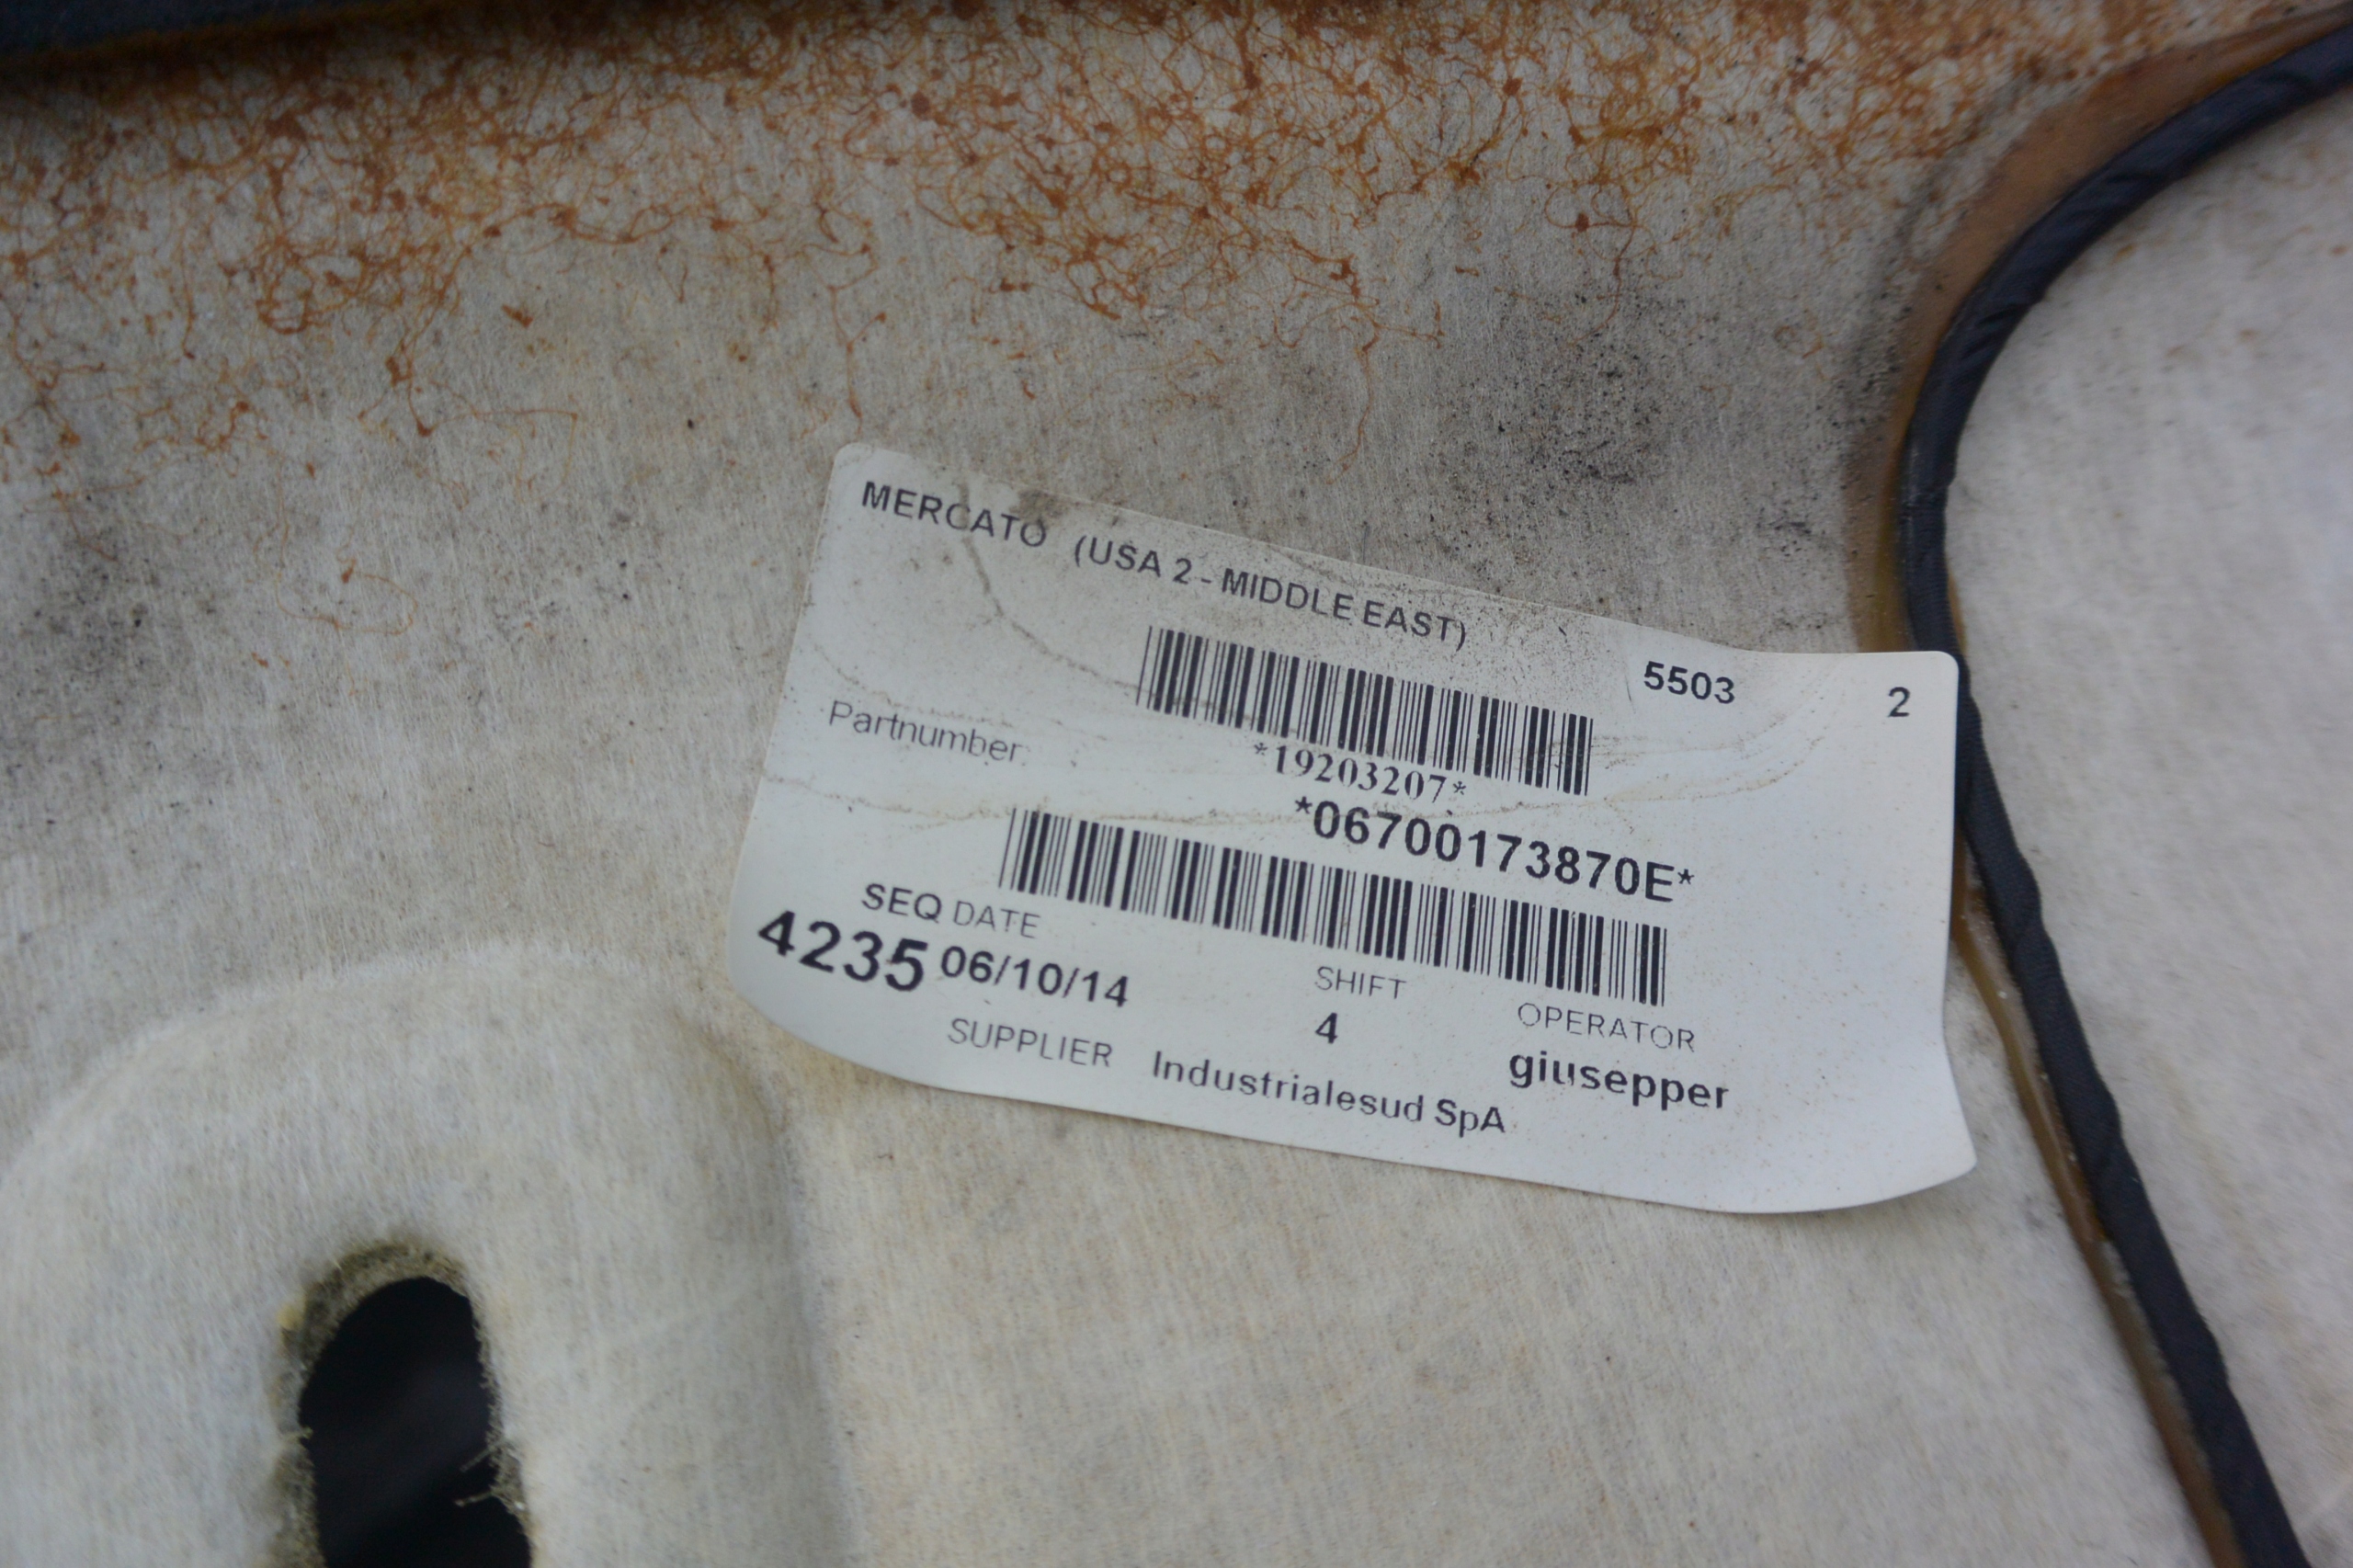 MERCATO (USA 2 - MIDDLE EAST)
5503 2
Partnumber
*19203207*
*06700173870E*
SEQ DATE SHIFT OPERATOR
4235 06/10/14 4 giusepper
SUPPLIER Industrialesud SpA